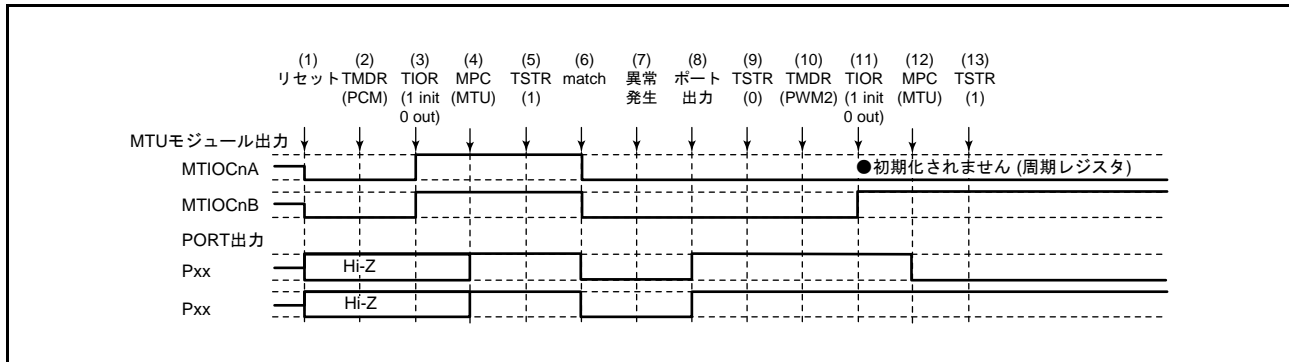 (1) (2) (3) (4) (5) (6) (7) (8) (9) (10) (11) (12) (13)
リセット TMDR TIOR MPC TSTR match 異常 ポート TSTR TMDR TIOR MPC TSTR
(PCM) (1 init (MTU) (1) 発生 出力 (0) (PWM2) (1 init (MTU) (1)
0 out) 0 out)
MTUモジュール出力
MTIOCnA ●初期化されません (周期レジスタ)
MTIOCnB
PORT出力
Pxx Hi-Z
Pxx Hi-Z